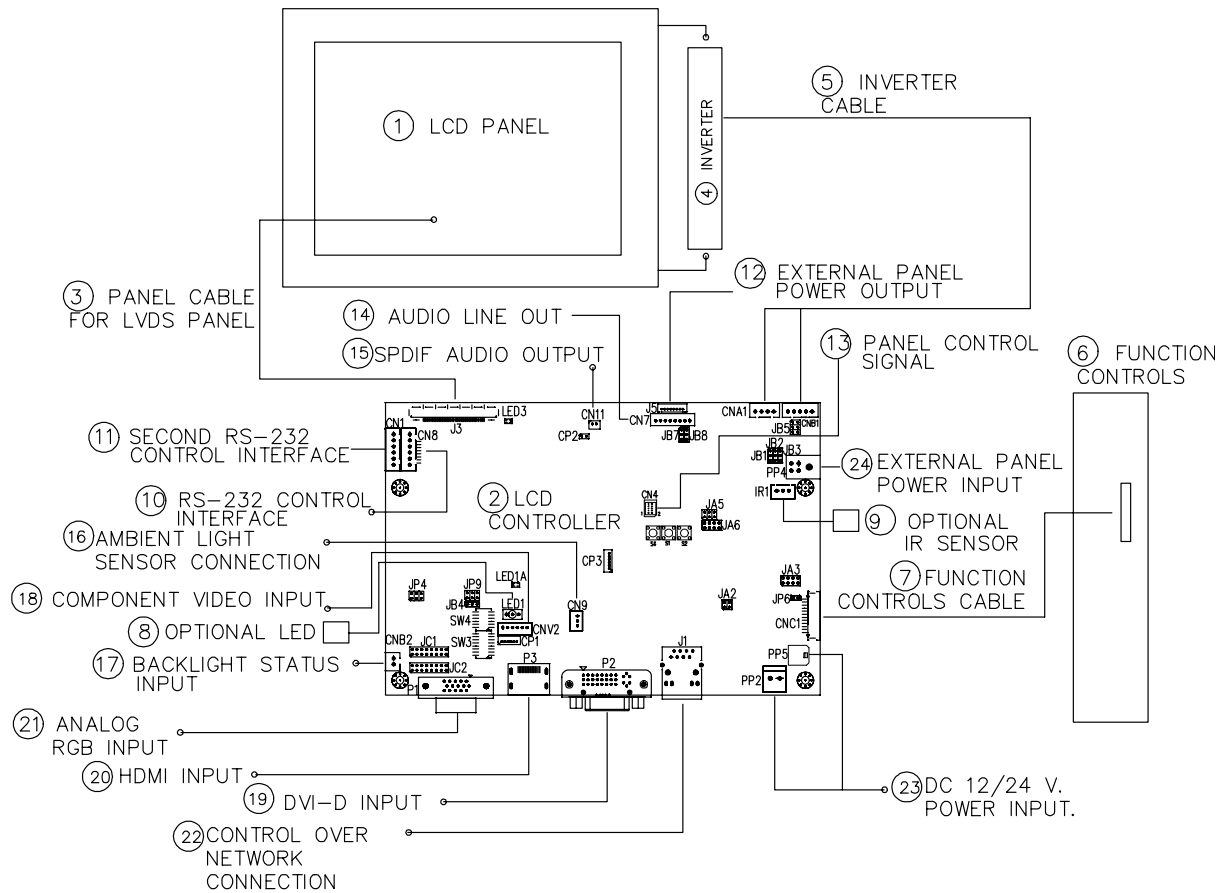 5 INVERTER
CABLE
1 LCD PANEL
4 INVERTER
12 EXTERNAL PANEL
POWER OUTPUT
3 PANEL CABLE
FOR LVDS PANEL
14 AUDIO LINE OUT
13 PANEL CONTROL
SIGNAL
15 SPDIF AUDIO OUTPUT
6 FUNCTION
CONTROLS
J3
LED3
CN11
CP2
J5
CN7
JB7
JB8
CNA1
CNB1
JB5
JB2
JB1
JB3
PP4
CN1
CN8
11 SECOND RS-232
CONTROL INTERFACE
24 EXTERNAL PANEL
POWER INPUT
IR1
10 RS-232 CONTROL
INTERFACE
2 LCD
CONTROLLER
CN4
1 2
JA5
JA6
9 OPTIONAL
IR SENSOR
16 AMBIENT LIGHT
SENSOR CONNECTION
S4
S1
S2
CP3
7 FUNCTION
CONTROLS CABLE
JA3
JP6
CNC1
JA2
LED1A
JP4
JP9
JB4
LED1
CN9
18 COMPONENT VIDEO INPUT
8 OPTIONAL LED
SW4
CNV2
SW3
JCP1
CNB2
JC1
JC2
17 BACKLIGHT STATUS
INPUT
P1
P3
P2
J1
PP5
PP2
21 ANALOG
RGB INPUT
20 HDMI INPUT
19 DVI-D INPUT
23 DC 12/24 V.
POWER INPUT.
22 CONTROL OVER
NETWORK
CONNECTION